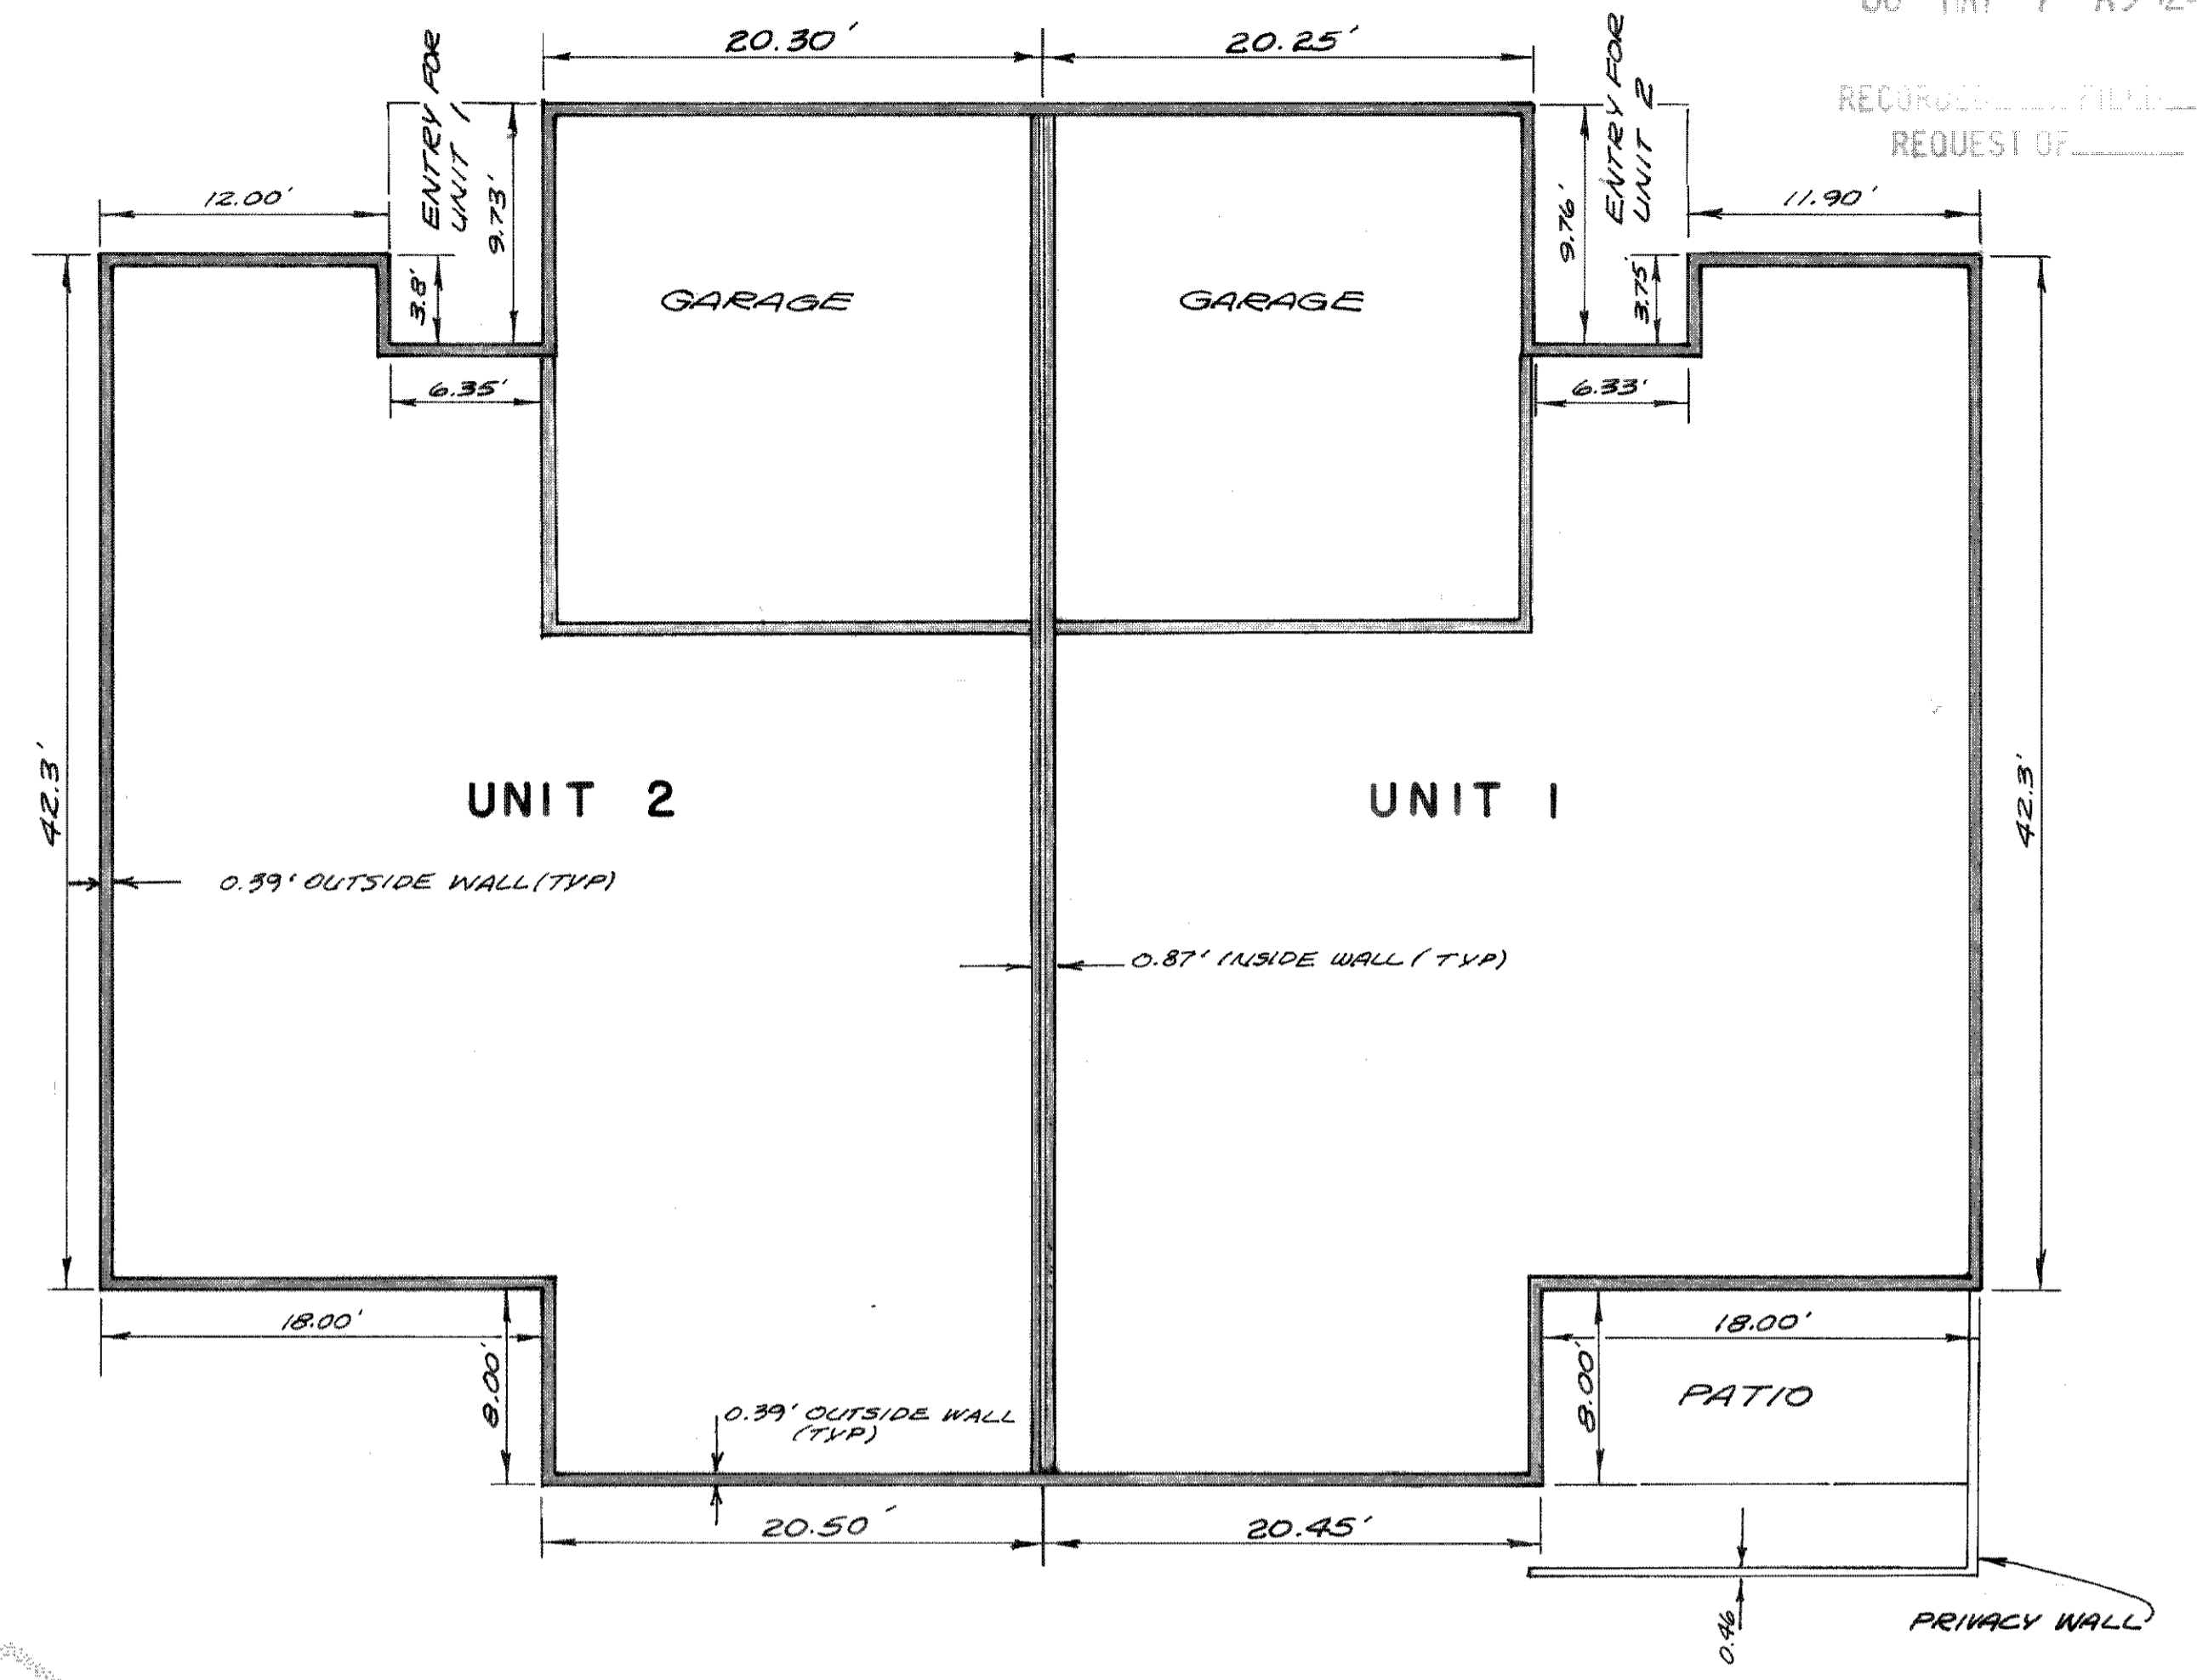 20.30'
20.25'
ENTRY FOR
UNIT 1
ENTRY FOR
UNIT 2
REQUEST OF
12.00'
9.73'
9.76'
11.90'
3.8'
3.75'
GARAGE
GARAGE
6.35'
6.33'
42.3'
UNIT 2
UNIT 1
42.3'
0.39' OUTSIDE WALL (TYP)
0.87' INSIDE WALL (TYP)
18.00'
18.00'
8.00'
8.00'
PATIO
0.39' OUTSIDE WALL
(TYP)
20.50'
20.45'
0.46
PRIVACY WALL